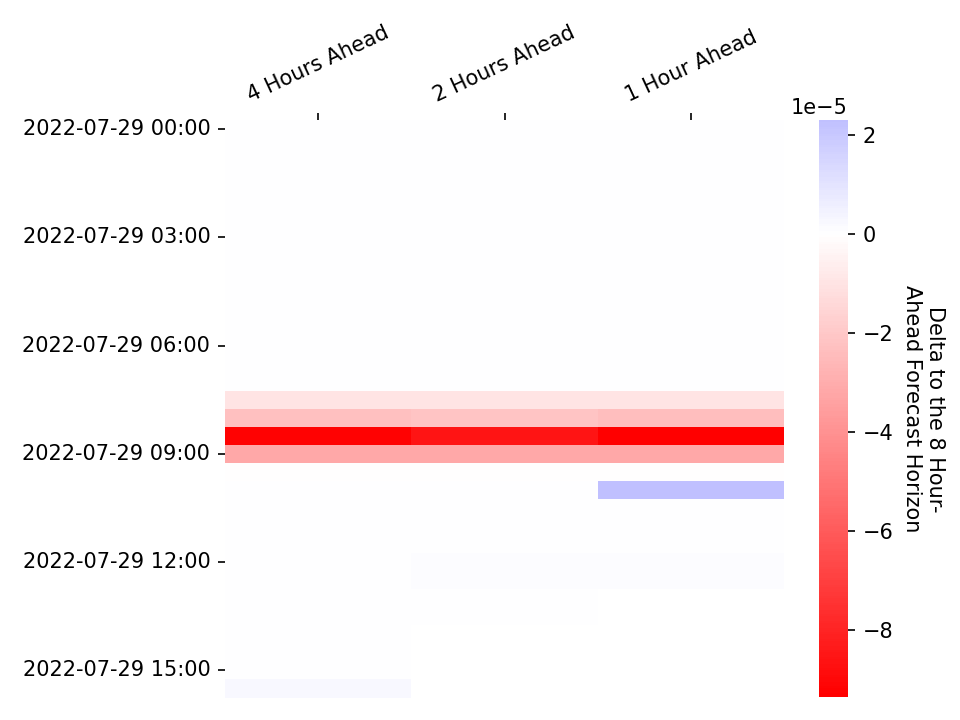 4 Hours Ahead
2 Hours Ahead
1 Hour Ahead
1e−5
2022-07-29 00:00
2022-07-29 03:00
2022-07-29 06:00
2022-07-29 09:00
2022-07-29 12:00
2022-07-29 15:00
2
0
−2
−4
−6
−8
Delta to the 8 Hour-
Ahead Forecast Horizon